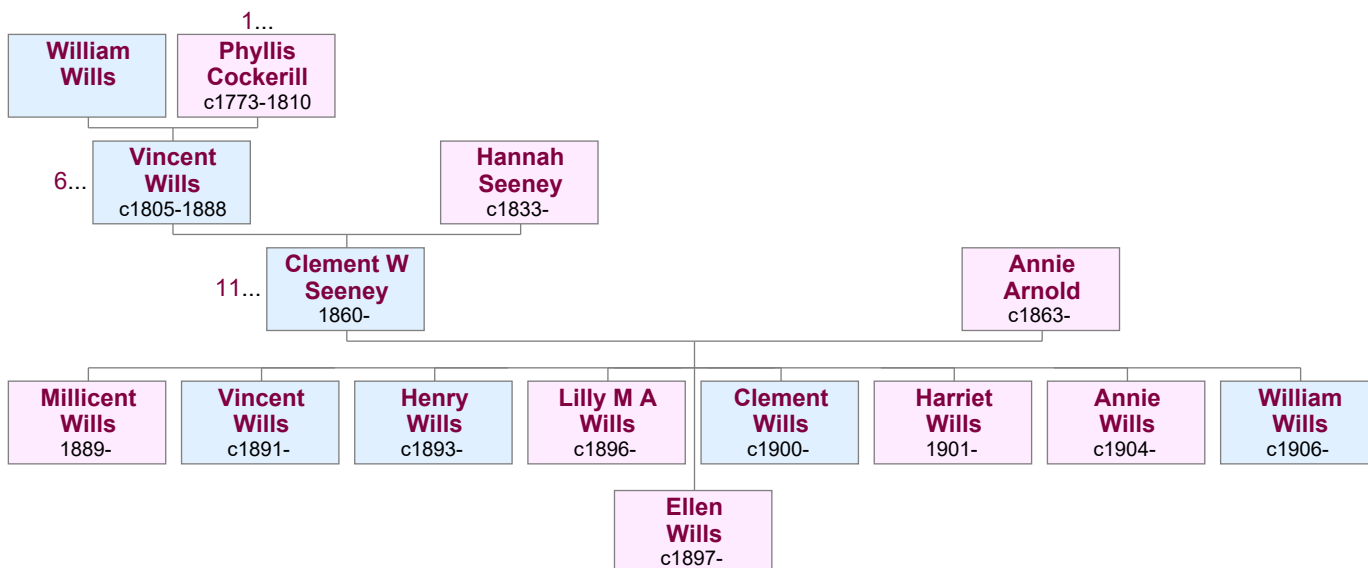 1...
William
Wills
Phyllis
Cockerill
c1773-1810
6...
Vincent
Wills
c1805-1888
Hannah
Seeney
c1833-
11...
Clement W
Seeney
1860-
Annie
Arnold
c1863-
Millicent
Wills
1889-
Vincent
Wills
c1891-
Henry
Wills
c1893-
Lilly M A
Wills
c1896-
Clement
Wills
c1900-
Harriet
Wills
1901-
Annie
Wills
c1904-
William
Wills
c1906-
Ellen
Wills
c1897-